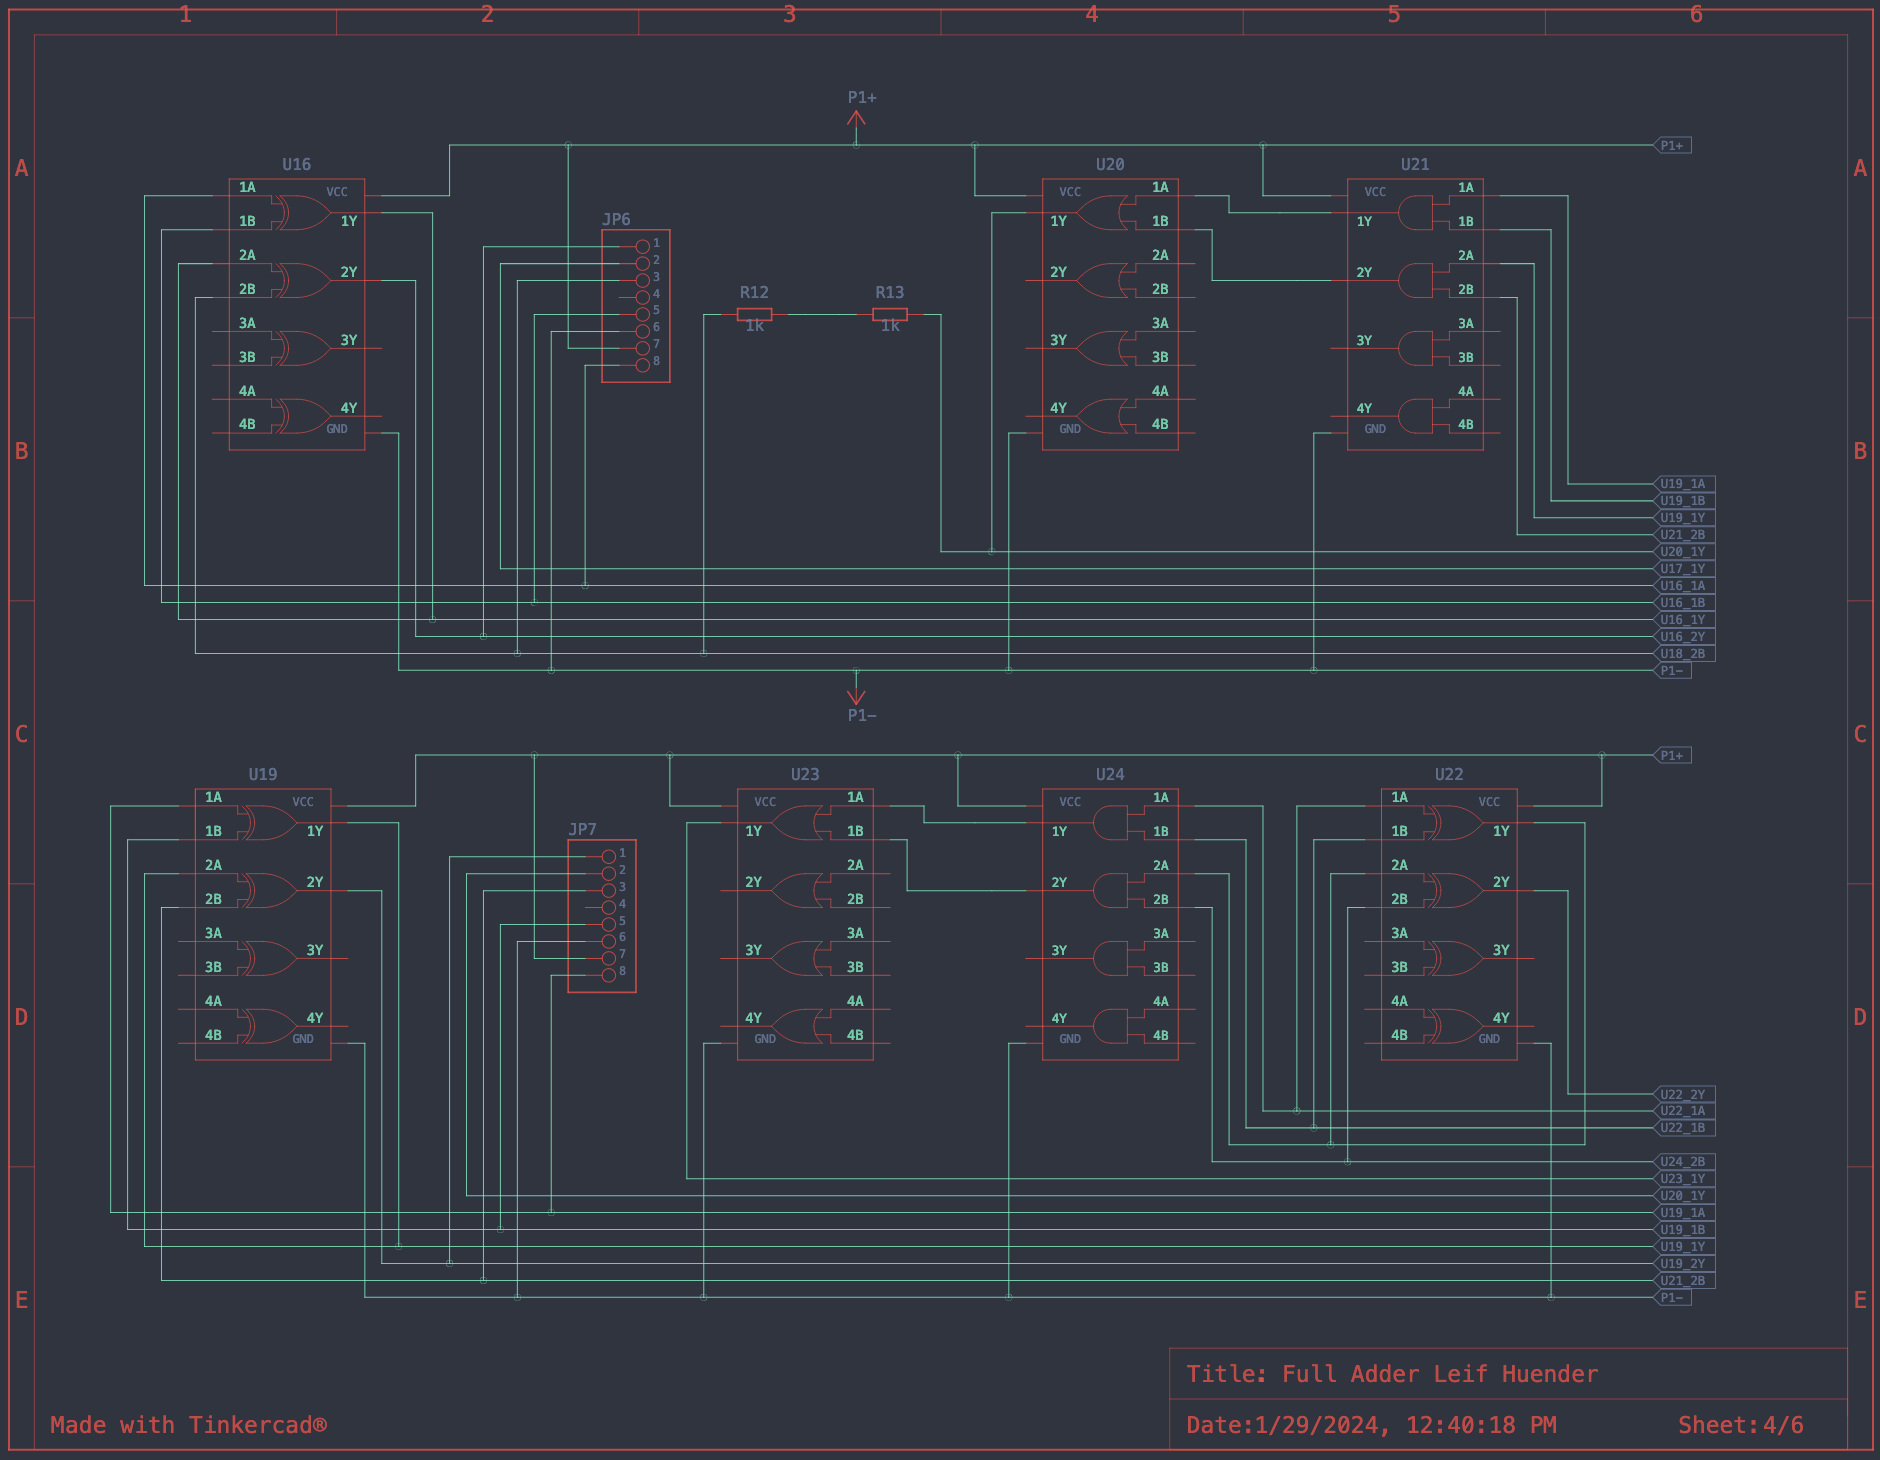 1 2 3 4 5 6
P1+
P1+
A A
U16 U20 U21
1A VCC VCC 1A VCC 1A
1B 1Y JP6 1Y 1B 1Y 1B
1
2A 2A 2A
2
2Y 3 2Y 2Y
2B 4 R12 R13 2B 2B
5
3A 6 1k 1k 3A 3A
3Y 7 3Y 3Y
3B 8 3B 3B
4A 4A 4A
4Y 4Y 4Y
4B GND GND 4B GND 4B
B B
U19_1A
U19_1B
U19_1Y
U21_2B
U20_1Y
U17_1Y
U16_1A
U16_1B
U16_1Y
U16_2Y
U18_2B
P1-
P1-
C C
P1+
U19 U23 U24 U22
1A VCC VCC 1A VCC 1A 1A VCC
1B 1Y JP7 1Y 1B 1Y 1B 1B 1Y
1
2A 2 2A 2A 2A
2Y 3 2Y 2Y 2Y
2B 4 2B 2B 2B
5
3A 6 3A 3A 3A
3Y 7 3Y 3Y 3Y
3B 8 3B 3B 3B
4A 4A 4A 4A
4Y 4Y 4Y 4Y
4B GND GND 4B GND 4B 4B GND
D D
U22_2Y
U22_1A
U22_1B
U24_2B
U23_1Y
U20_1Y
U19_1A
U19_1B
U19_1Y
U19_2Y
U21_2B
P1-
E E
Title: Full Adder Leif Huender
Made with Tinkercad®
Date:1/29/2024, 12:40:18 PM Sheet:4/6